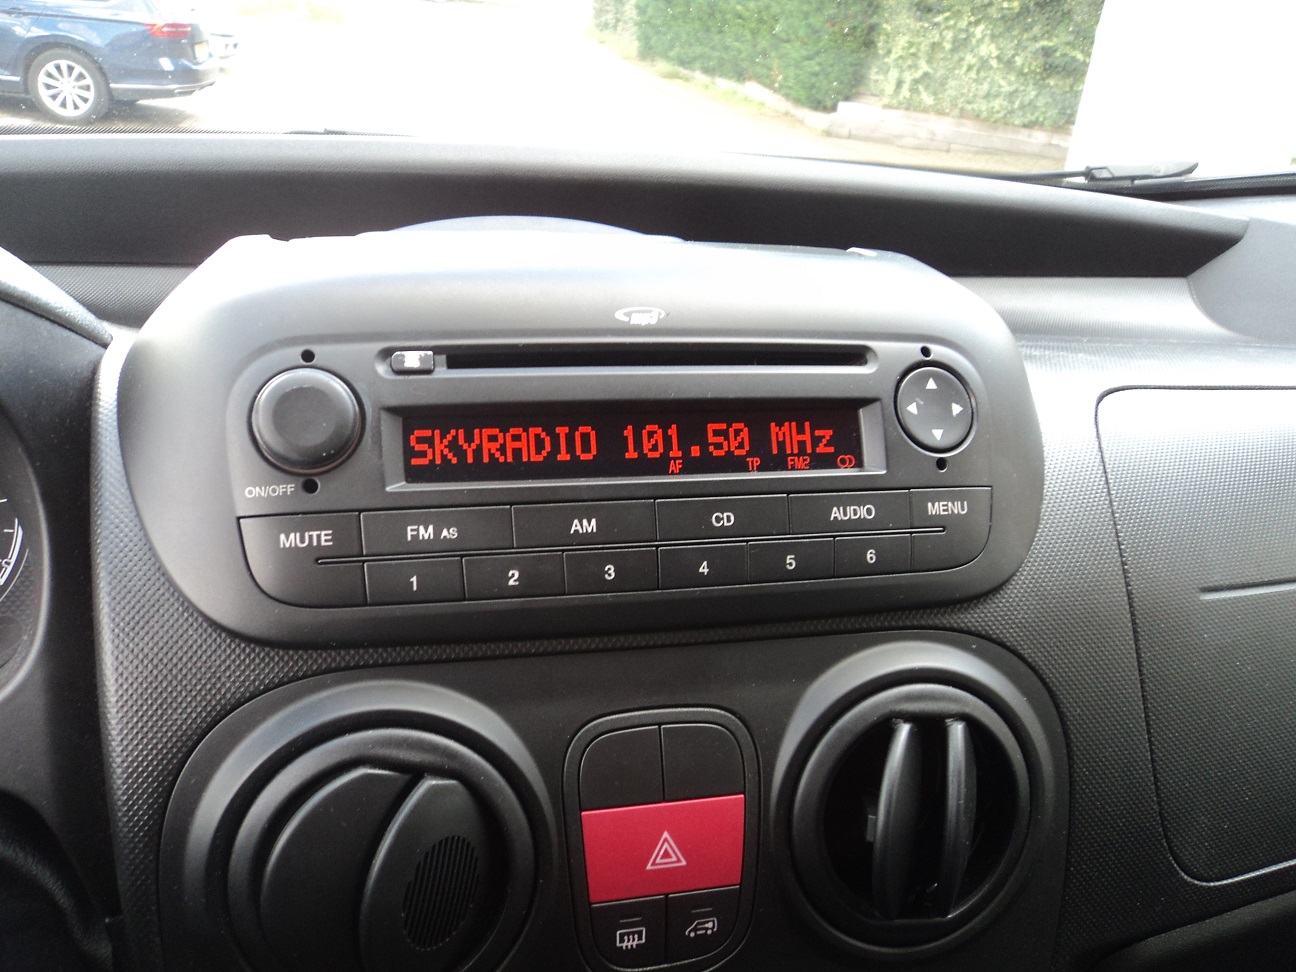 mp3
SKYRADIO 101.50 MHz
AF TP FM2
ON/OFF
MUTE FM AS AM CD AUDIO MENU
1 2 3 4 5 6